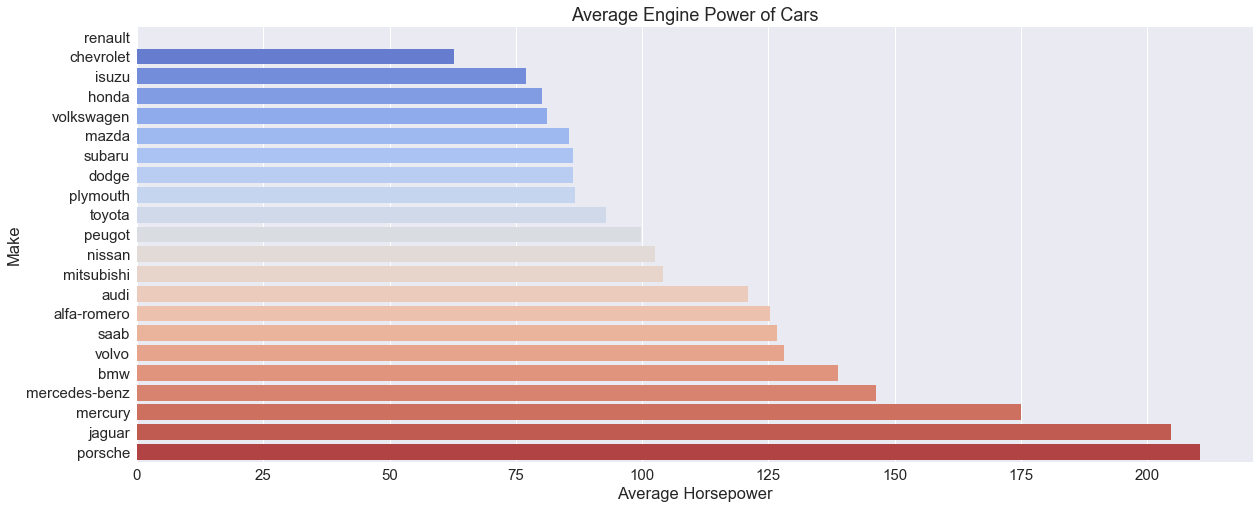 Average Engine Power of Cars
renault
chevrolet
isuzu
honda
volkswagen
mazda
subaru
dodge
plymouth
toyota
peugot
nissan
mitsubishi
audi
alfa-romero
saab
volvo
bmw
mercedes-benz
mercury
jaguar
porsche
Make
0 25 50 75 100 125 150 175 200
Average Horsepower